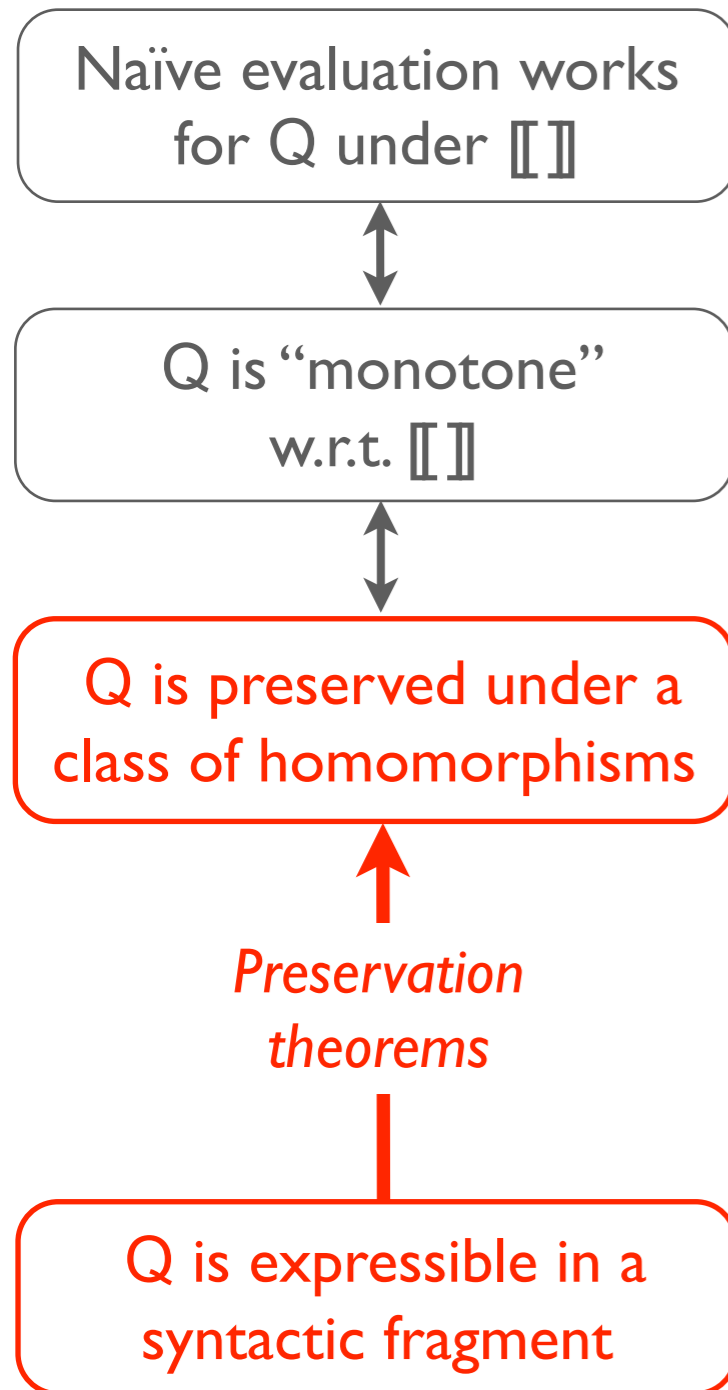 Naïve evaluation works
for Q under ⟦ ⟧
Q is “monotone”
w.r.t. ⟦ ⟧
Q is preserved under a
class of homomorphisms
Preservation
theorems
Q is expressible in a
syntactic fragment